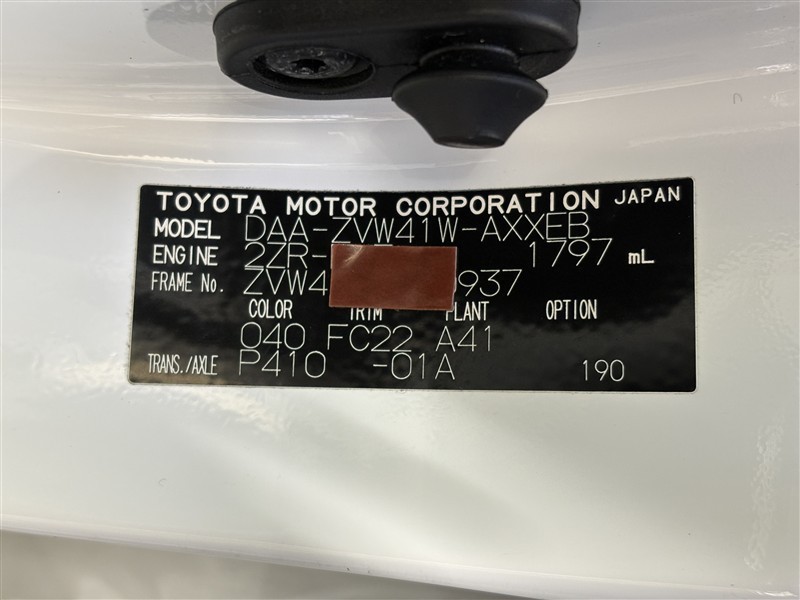 TOYOTA MOTOR CORPORATION JAPAN
MODEL DAA-ZVW41W-AXXEB
ENGINE 2ZR- 1797 mL
FRAME No. ZVW4 937
COLOR TRIM PLANT OPTION
040 FC22 A41
TRANS./AXLE P410 -01A 190